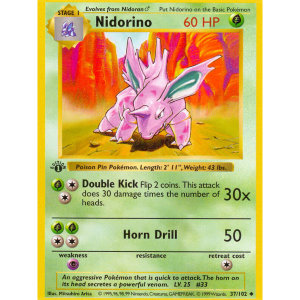 STAGE 1
Evolves from Nidoran ♂
Put Nidorino on the Basic Pokémon
Nidorino
60 HP
1
EDITION
Poison Pin Pokémon. Length: 2' 11", Weight: 43 lbs.
Double Kick Flip 2 coins. This attack
does 30 damage times the number of
heads.
30x
Horn Drill
50
weakness
resistance
retreat cost
An aggressive Pokémon that is quick to attack. The horn on
its head secretes a powerful venom. LV. 25 #33
Illus. Mitsuhiro Arita
© 1995, 96, 98, 99 Nintendo, Creatures, GAMEFREAK. © 1999 Wizards.
37/102